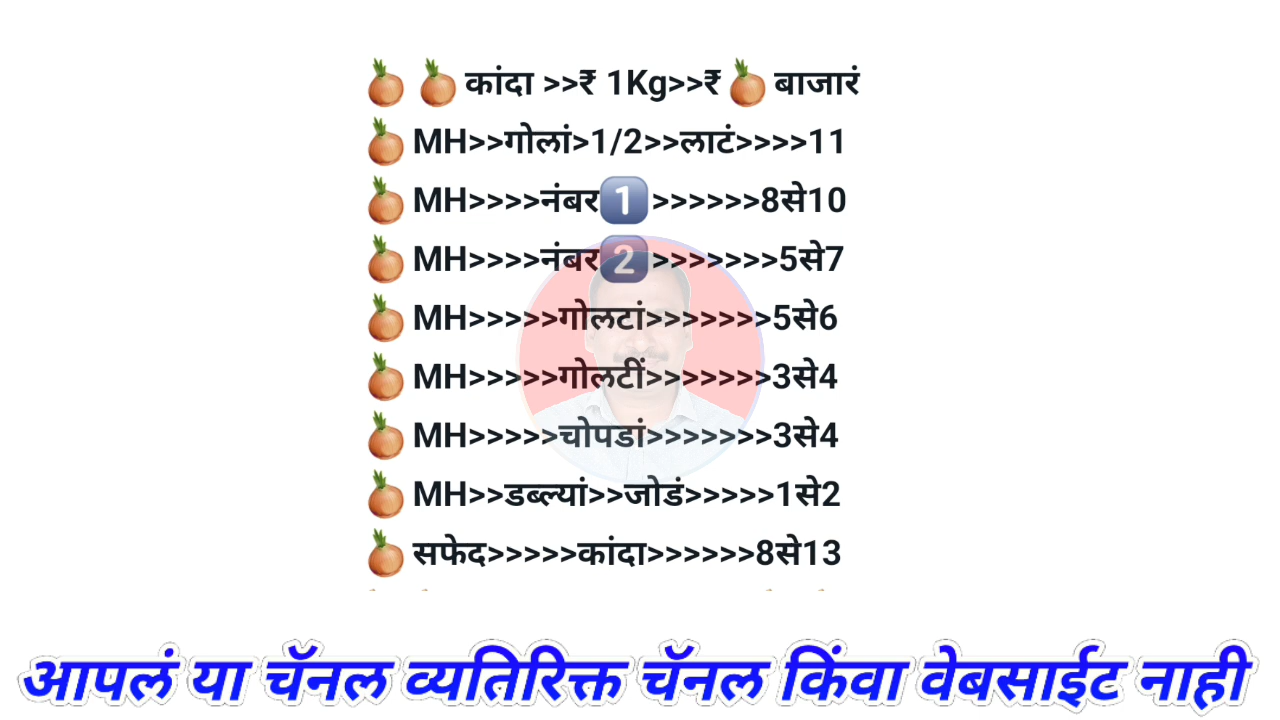 🧅 🧅 कांदा >>₹ 1Kg>>₹ 🧅 बाजारं
🧅 MH>>गोलां>1/2>>लाटं>>>>11
🧅 MH>>>>नंबर1️⃣>>>>>>8से10
🧅 MH>>>>नंबर2️⃣>>>>>>>5से7
🧅 MH>>>>>गोलटां>>>>>>>5से6
🧅 MH>>>>>गोलटीं>>>>>>>3से4
🧅 MH>>>>>चोपडां>>>>>>>3से4
🧅 MH>>डब्ल्यां>>जोडं>>>>>1से2
🧅 सफेद>>>>>कांदा>>>>>>8से13
आपलं या चॅनल व्यतिरिक्त चॅनल किंवा वेबसाईट नाही